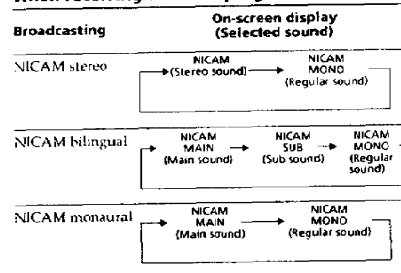 Broadcasting
On-screen display
(Selected sound)
NICAM stereo
NICAM
(Stereo sound)
NICAM
MONO
(Regular sound)
NICAM bilingual
NICAM
MAIN
(Main sound)
NICAM
SUB
(Sub sound)
NICAM
MONO
(Regular
sound)
NICAM monaural
NICAM
MAIN
(Main sound)
NICAM
MONO
(Regular sound)